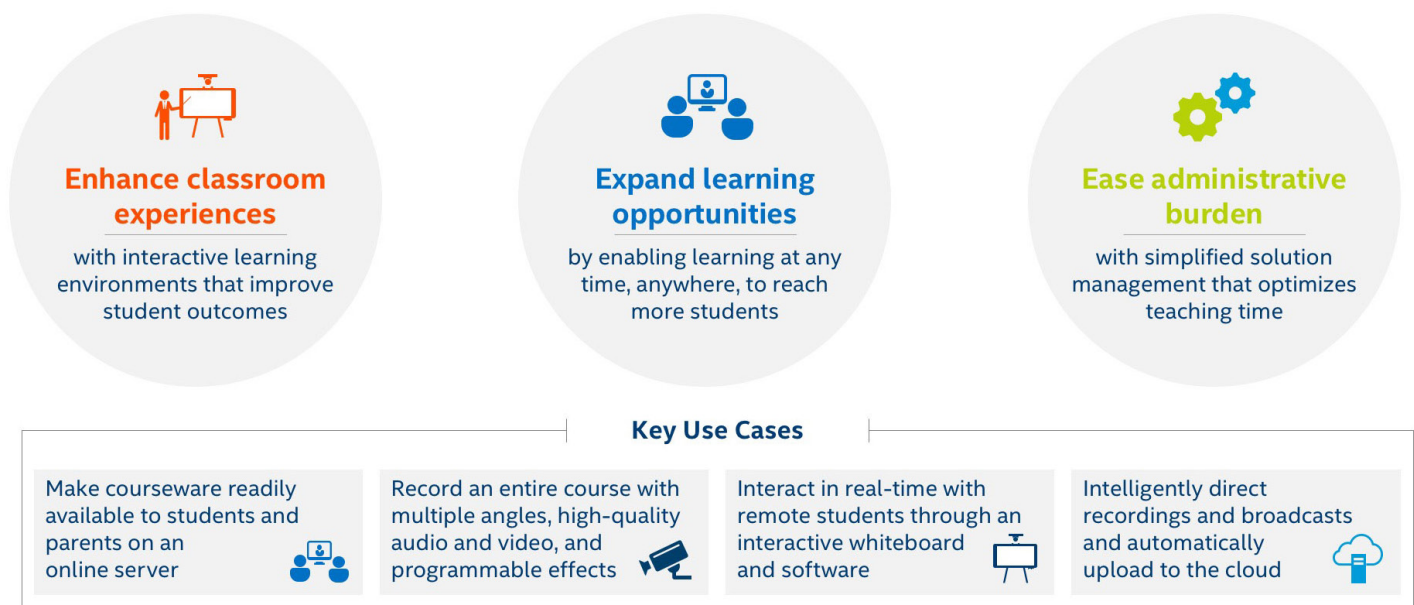 Enhance classroom
experiences
with interactive learning
environments that improve
student outcomes
Expand learning
opportunities
by enabling learning at any
time, anywhere, to reach
more students
Ease administrative
burden
with simplified solution
management that optimizes
teaching time
Key Use Cases
Make courseware readily
available to students and
parents on an
online server
Record an entire course with
multiple angles, high-quality
audio and video, and
programmable effects
Interact in real-time with
remote students through an
interactive whiteboard
and software
Intelligently direct
recordings and broadcasts
and automatically
upload to the cloud